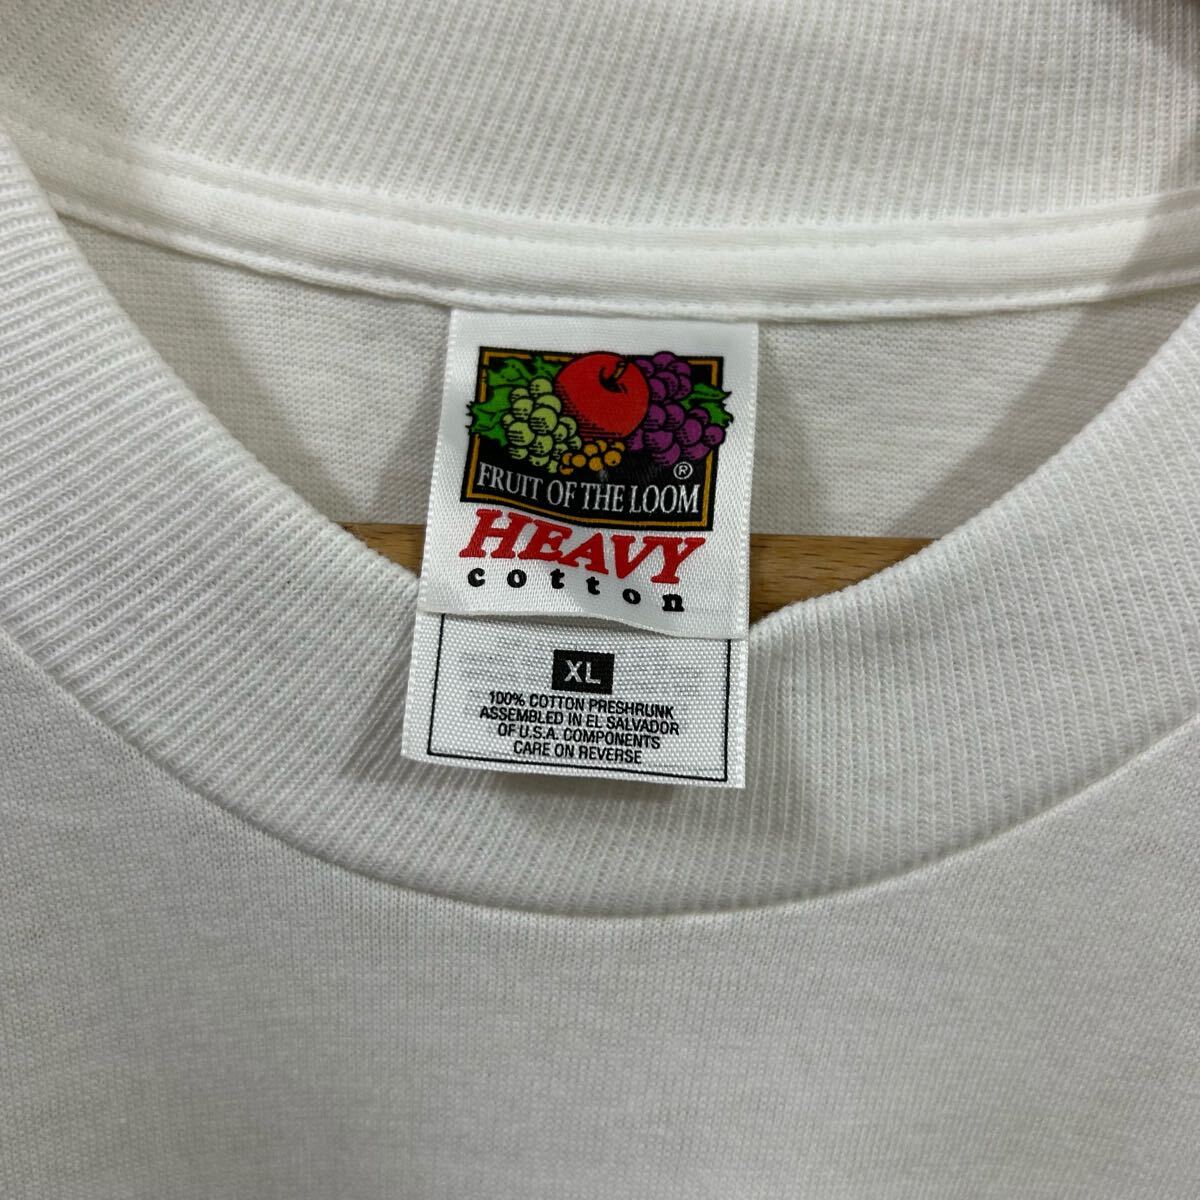 ®
FRUIT OF THE LOOM
HEAVY
cotton
XL
100% COTTON PRESHRUNK
ASSEMBLED IN EL SALVADOR
OF U.S.A. COMPONENTS
CARE ON REVERSE